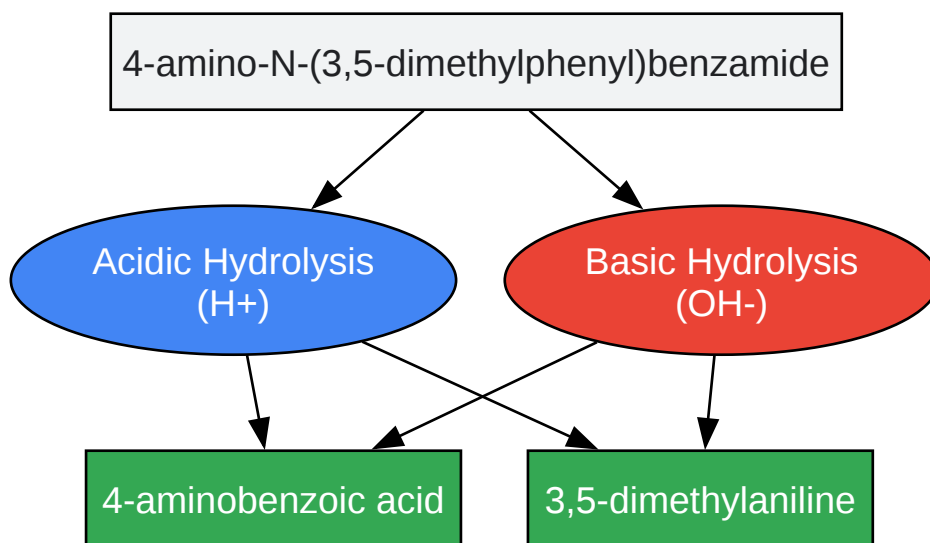 4-amino-N-(3,5-dimethylphenyl)benzamide
Acidic Hydrolysis
(H+)
Basic Hydrolysis
(OH-)
4-aminobenzoic acid
3,5-dimethylaniline